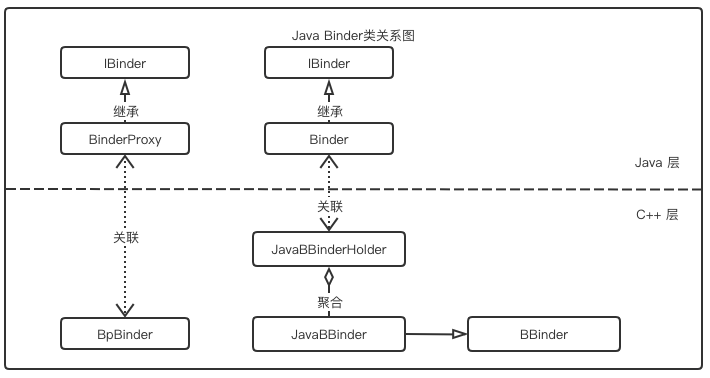 Java Binder类关系图
IBinder
IBinder
继承
继承
BinderProxy
Binder
Java 层
关联
C++ 层
关联
JavaBBinderHolder
聚合
BpBinder
JavaBBinder
BBinder